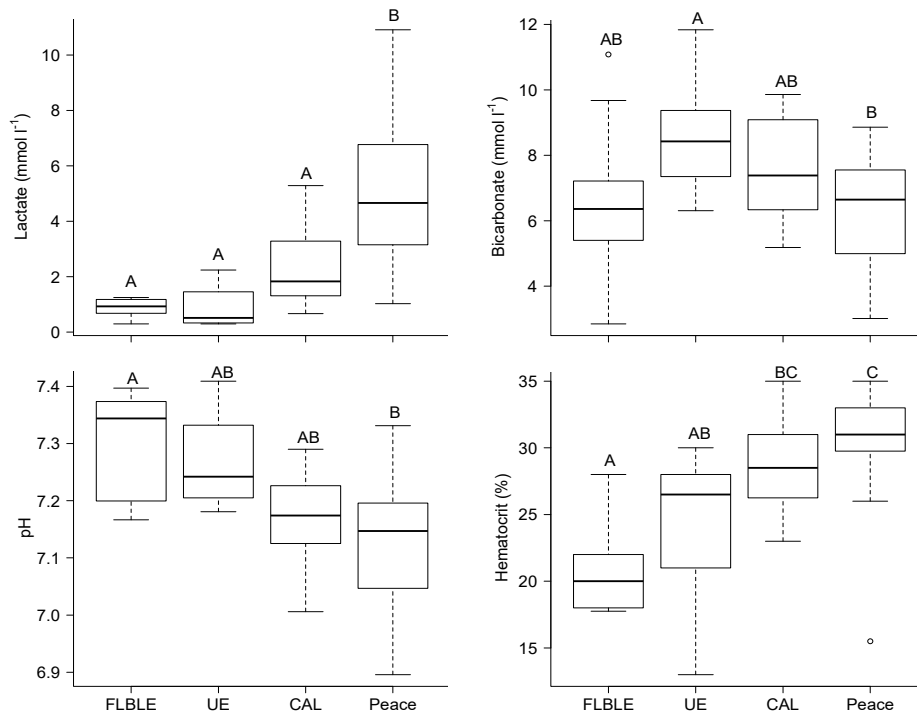 Lactate (mmol l⁻¹)
10
8
6
4
2
0
A
A
A
B
Bicarbonate (mmol l⁻¹)
12
10
8
6
4
AB
A
AB
B
pH
7.4
7.3
7.2
7.1
7.0
6.9
A
AB
AB
B
FLBLE
UE
CAL
Peace
Hematocrit (%)
35
30
25
20
15
A
AB
BC
C
FLBLE
UE
CAL
Peace